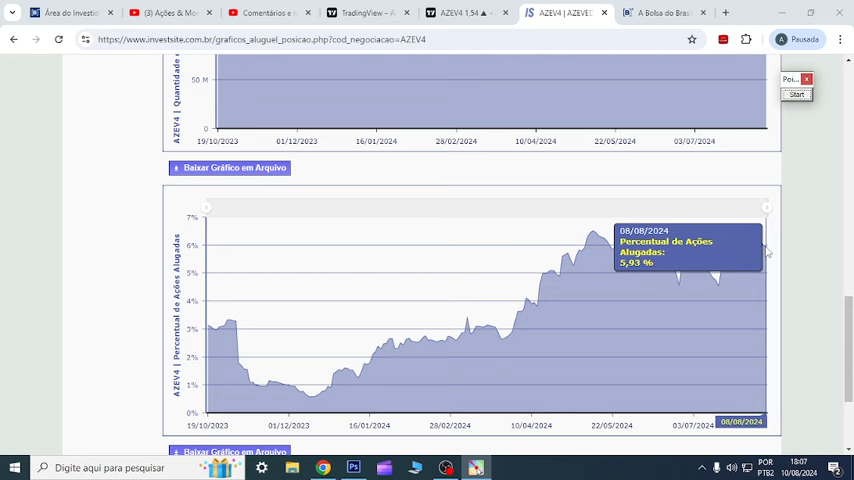 Área do Investid
(3) Ações & Mo
Comentários e
TradingView – A
AZEV4 1,54 ▲
AZEV4 | AZEVED
A Bolsa do Brasi
https://www.investsite.com.br/graficos_aluguel_posicao.php?cod_negociacao=AZEV4
A Pausada
Poi...
Start
AZEV4 | Quantidade
50 M
0
19/10/2023 01/12/2023 16/01/2024 28/02/2024 10/04/2024 22/05/2024 03/07/2024
Baixar Gráfico em Arquivo
AZEV4 | Percentual de Ações Alugadas
7%
6%
5%
4%
3%
2%
1%
0%
08/08/2024
Percentual de Ações
Alugadas:
5,93 %
19/10/2023 01/12/2023 16/01/2024 28/02/2024 10/04/2024 22/05/2024 03/07/2024 08/08/2024
Baixar Gráfico em Arquivo
Digite aqui para pesquisar
Ps
POR
PTB2
18:07
10/08/2024
2